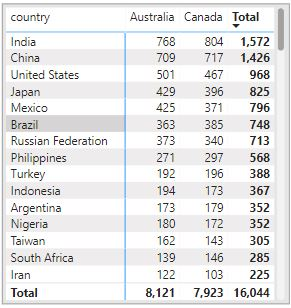 country Australia Canada Total
India 768 804 1,572
China 709 717 1,426
United States 501 467 968
Japan 429 396 825
Mexico 425 371 796
Brazil 363 385 748
Russian Federation 373 340 713
Philippines 271 297 568
Turkey 192 196 388
Indonesia 194 173 367
Argentina 173 179 352
Nigeria 180 172 352
Taiwan 162 143 305
South Africa 139 146 285
Iran 122 103 225
Total 8,121 7,923 16,044